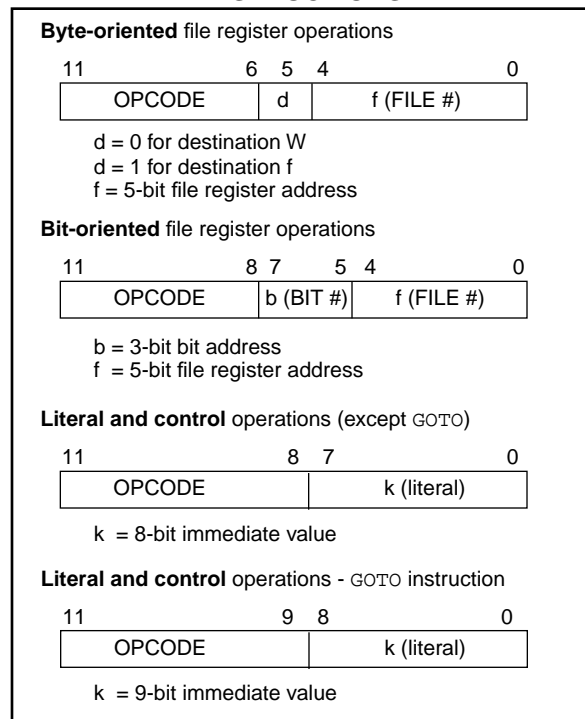 Byte-oriented file register operations
11 6 5 4 0
OPCODE d f (FILE #)
d = 0 for destination W
d = 1 for destination f
f = 5-bit file register address
Bit-oriented file register operations
11 8 7 5 4 0
OPCODE b (BIT #) f (FILE #)
b = 3-bit bit address
f = 5-bit file register address
Literal and control operations (except GOTO)
11 8 7 0
OPCODE k (literal)
k = 8-bit immediate value
Literal and control operations - GOTO instruction
11 9 8 0
OPCODE k (literal)
k = 9-bit immediate value